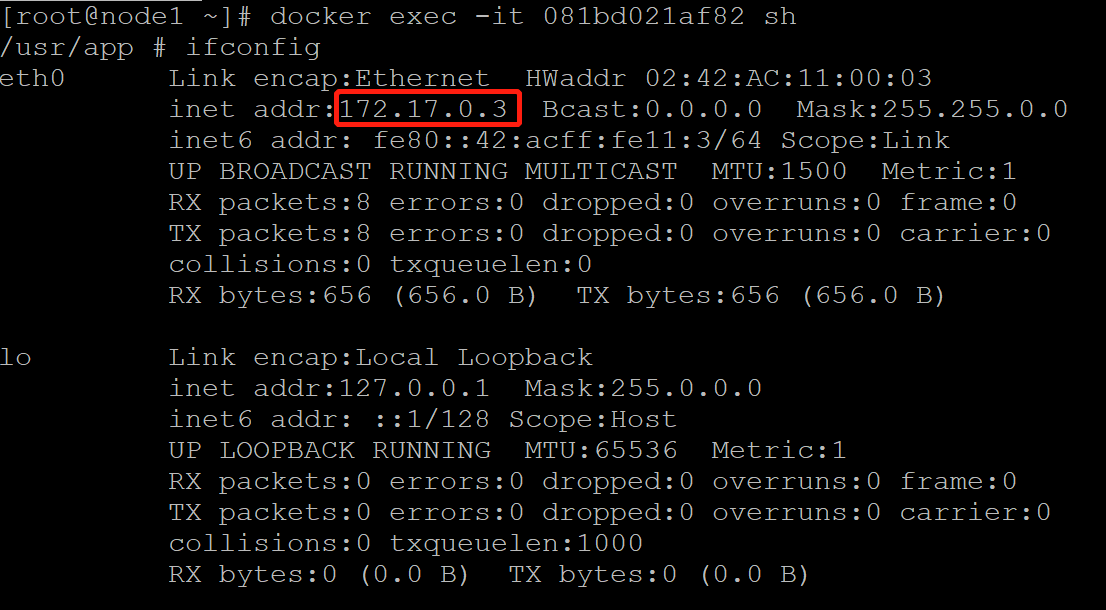 [root@node1 ~]# docker exec -it 081bd021af82 sh
/usr/app # ifconfig
eth0      Link encap:Ethernet  HWaddr 02:42:AC:11:00:03
          inet addr:172.17.0.3  Bcast:0.0.0.0  Mask:255.255.0.0
          inet6 addr: fe80::42:acff:fe11:3/64 Scope:Link
          UP BROADCAST RUNNING MULTICAST  MTU:1500  Metric:1
          RX packets:8 errors:0 dropped:0 overruns:0 frame:0
          TX packets:8 errors:0 dropped:0 overruns:0 carrier:0
          collisions:0 txqueuelen:0
          RX bytes:656 (656.0 B)  TX bytes:656 (656.0 B)

lo        Link encap:Local Loopback
          inet addr:127.0.0.1  Mask:255.0.0.0
          inet6 addr: ::1/128 Scope:Host
          UP LOOPBACK RUNNING  MTU:65536  Metric:1
          RX packets:0 errors:0 dropped:0 overruns:0 frame:0
          TX packets:0 errors:0 dropped:0 overruns:0 carrier:0
          collisions:0 txqueuelen:1000
          RX bytes:0 (0.0 B)  TX bytes:0 (0.0 B)